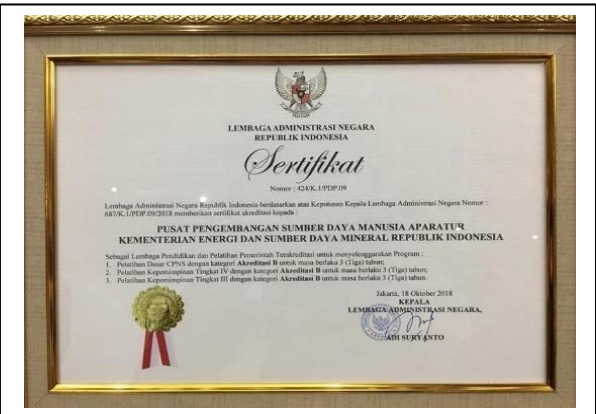 LEMBAGA ADMINISTRASI NEGARA
REPUBLIK INDONESIA
Sertifikat
Nomor : 424/K.1/PDP.09
Lembaga Administrasi Negara Republik Indonesia berdasarkan atas Keputusan Kepala Lembaga Administrasi Negara Nomor :
687/K.1/PDP.09/2018 memberikan sertifikat akreditasi kepada :
PUSAT PENGEMBANGAN SUMBER DAYA MANUSIA APARATUR
KEMENTERIAN ENERGI DAN SUMBER DAYA MINERAL REPUBLIK INDONESIA
Sebagai Lembaga Pendidikan dan Pelatihan Pemerintah Terakreditasi untuk menyelenggarakan Program :
1. Pelatihan Dasar CPNS dengan kategori Akreditasi B untuk masa berlaku 3 (Tiga) tahun;
2. Pelatihan Kepemimpinan Tingkat IV dengan kategori Akreditasi B untuk masa berlaku 3 (Tiga) tahun;
3. Pelatihan Kepemimpinan Tingkat III dengan kategori Akreditasi B untuk masa berlaku 3 (Tiga) tahun.
Jakarta, 18 Oktober 2018
KEPALA
LEMBAGA ADMINISTRASI NEGARA,
ADI SURYANTO